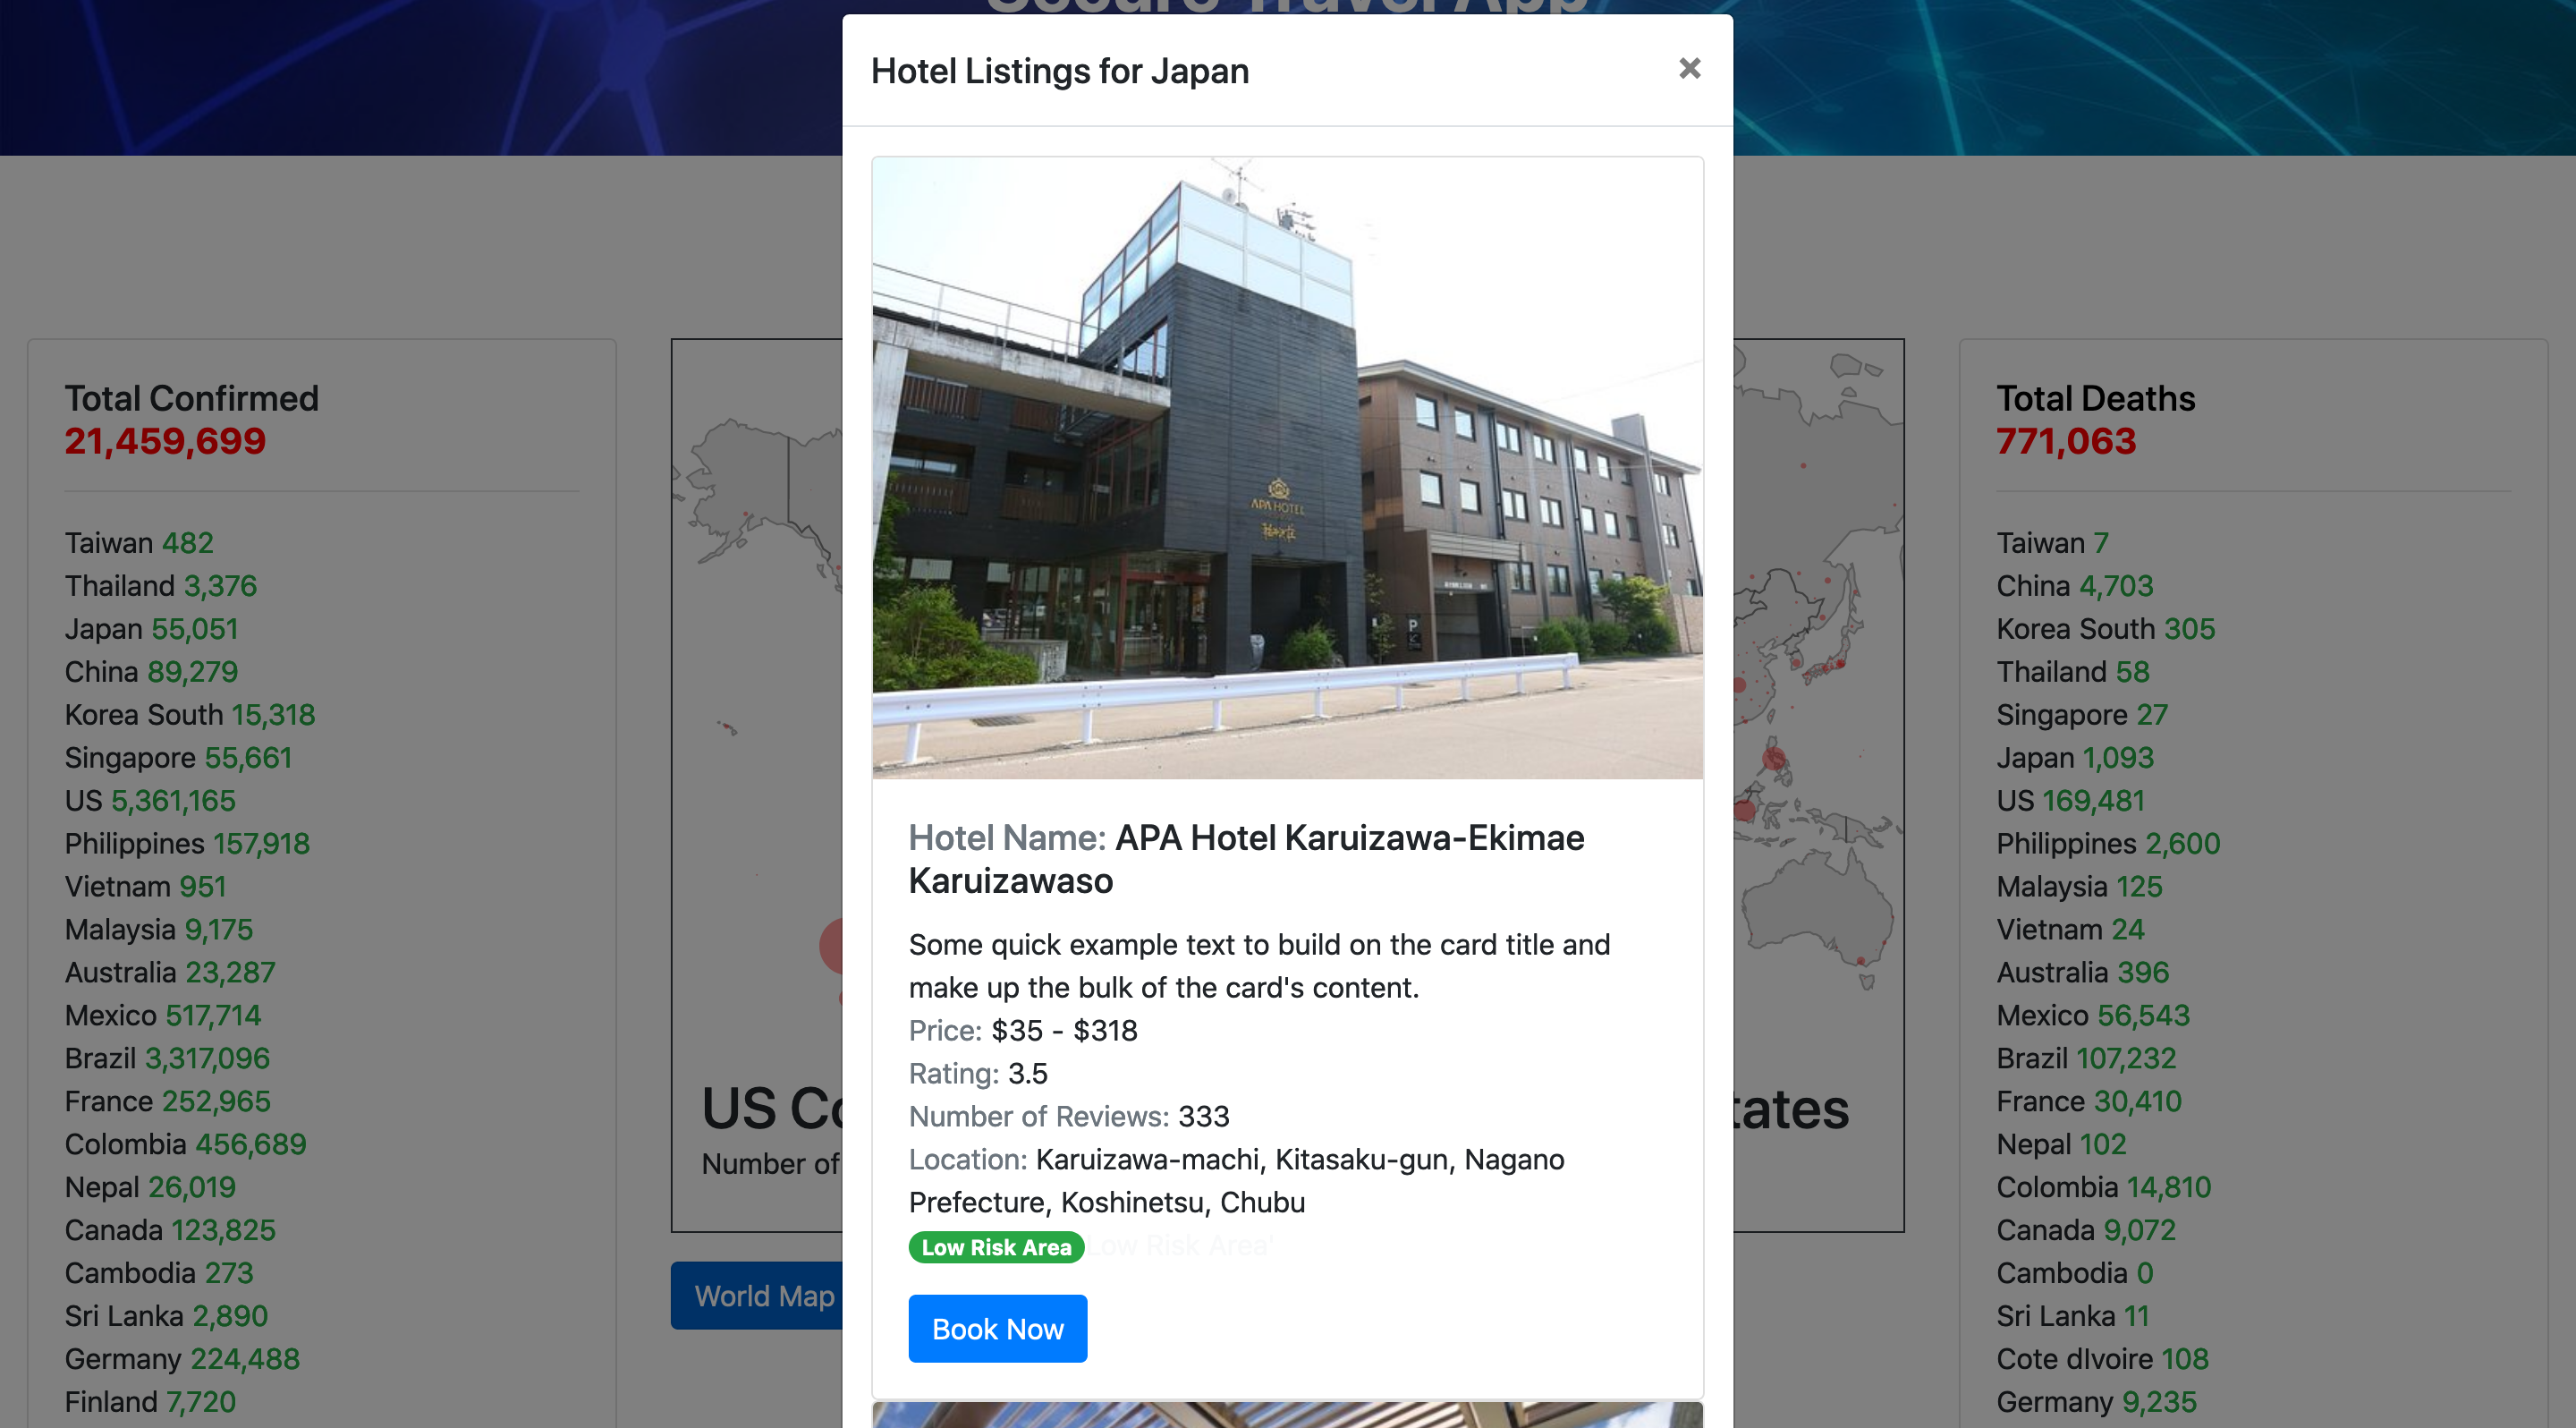 Secure Travel App
Hotel Listings for Japan
×
Total Confirmed
21,459,699
Taiwan 482
Thailand 3,376
Japan 55,051
China 89,279
Korea South 15,318
Singapore 55,661
US 5,361,165
Philippines 157,918
Vietnam 951
Malaysia 9,175
Australia 23,287
Mexico 517,714
Brazil 3,317,096
France 252,965
Colombia 456,689
Nepal 26,019
Canada 123,825
Cambodia 273
Sri Lanka 2,890
Germany 224,488
Finland 7,720
US Co
Number of
tates
World Map
APA HOTEL
P
Hotel Name: APA Hotel Karuizawa-Ekimae
Karuizawaso
Some quick example text to build on the card title and
make up the bulk of the card's content.
Price: $35 - $318
Rating: 3.5
Number of Reviews: 333
Location: Karuizawa-machi, Kitasaku-gun, Nagano
Prefecture, Koshinetsu, Chubu
Low Risk Area Low Risk Area'
Book Now
Total Deaths
771,063
Taiwan 7
China 4,703
Korea South 305
Thailand 58
Singapore 27
Japan 1,093
US 169,481
Philippines 2,600
Malaysia 125
Vietnam 24
Australia 396
Mexico 56,543
Brazil 107,232
France 30,410
Nepal 102
Colombia 14,810
Canada 9,072
Cambodia 0
Sri Lanka 11
Cote dIvoire 108
Germany 9,235